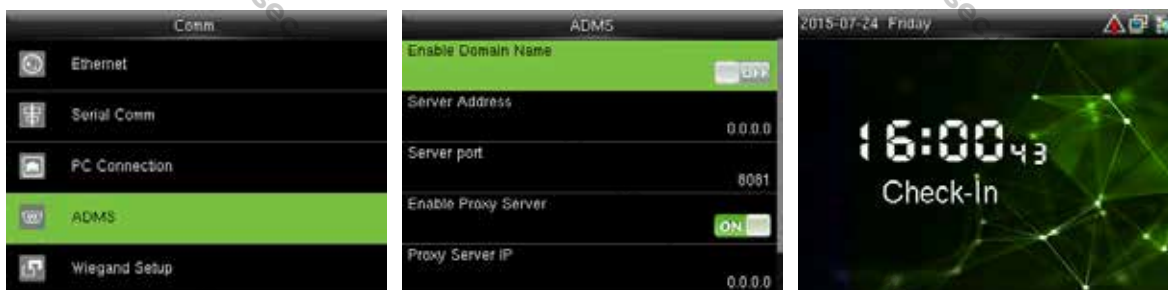 Comm
Ethernet
Serial Comm
PC Connection
ADMS
Wiegand Setup
ADMS
Enable Domain Name
OFF
Server Address
0.0.0.0
Server port
8081
Enable Proxy Server
ON
Proxy Server IP
0.0.0.0
2015-07-24 Friday
16:00 43
Check-In
sec
sec